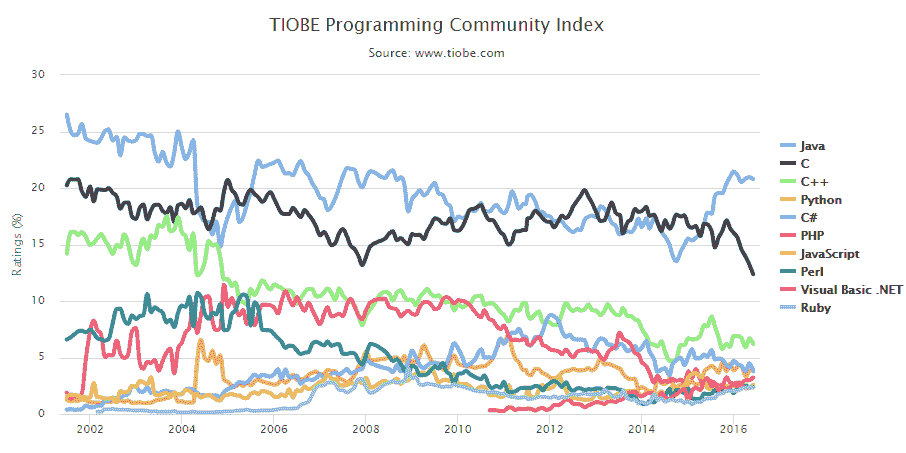 TIOBE Programming Community Index
Source: www.tiobe.com
Ratings (%)
30
25
20
15
10
5
0
2002 2004 2006 2008 2010 2012 2014 2016
Java
C
C++
Python
C#
PHP
JavaScript
Perl
Visual Basic .NET
Ruby